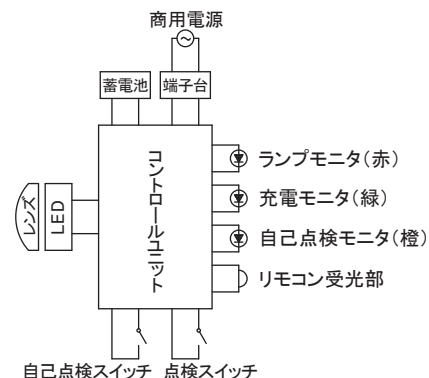 商用電源
蓄電池
端子台
コントロールユニット
レンズ
LED
ランプモニタ(赤)
充電モニタ(緑)
自己点検モニタ(橙)
リモコン受光部
自己点検スイッチ 点検スイッチ